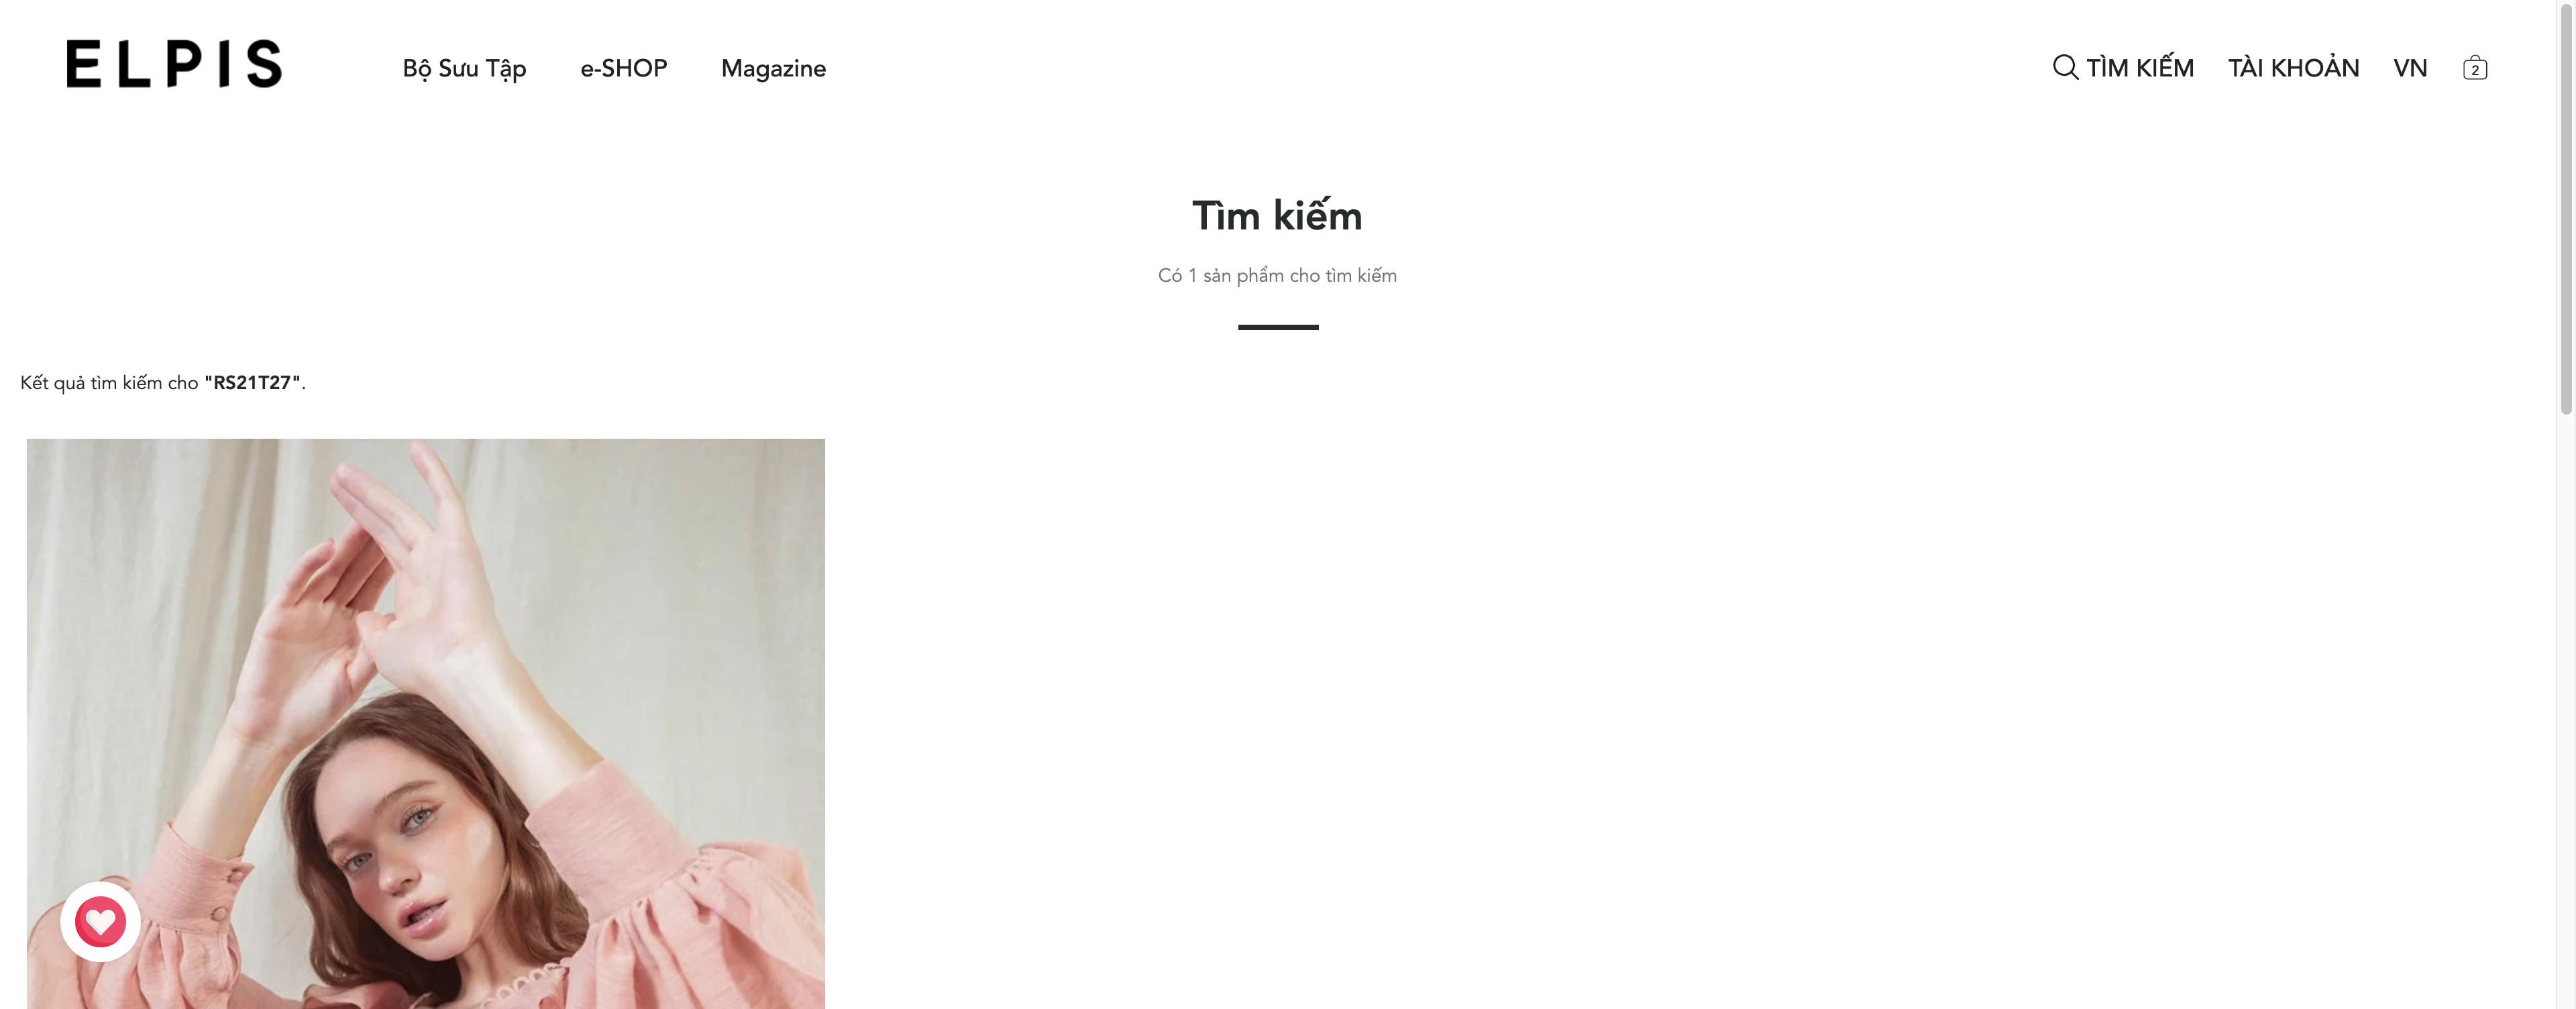 ELPIS
Bộ Sưu Tập
e-SHOP
Magazine
TÌM KIẾM
TÀI KHOẢN
VN
2
Tìm kiếm
Có 1 sản phẩm cho tìm kiếm
Kết quả tìm kiếm cho "RS21T27".